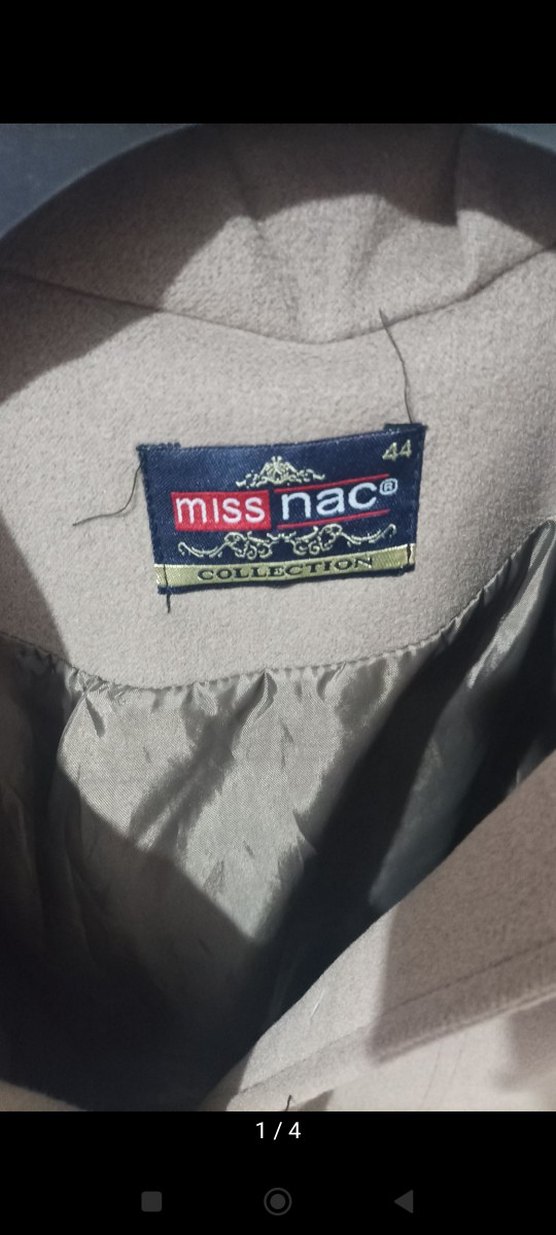 44
miss nac®
COLLECTION
1 / 4